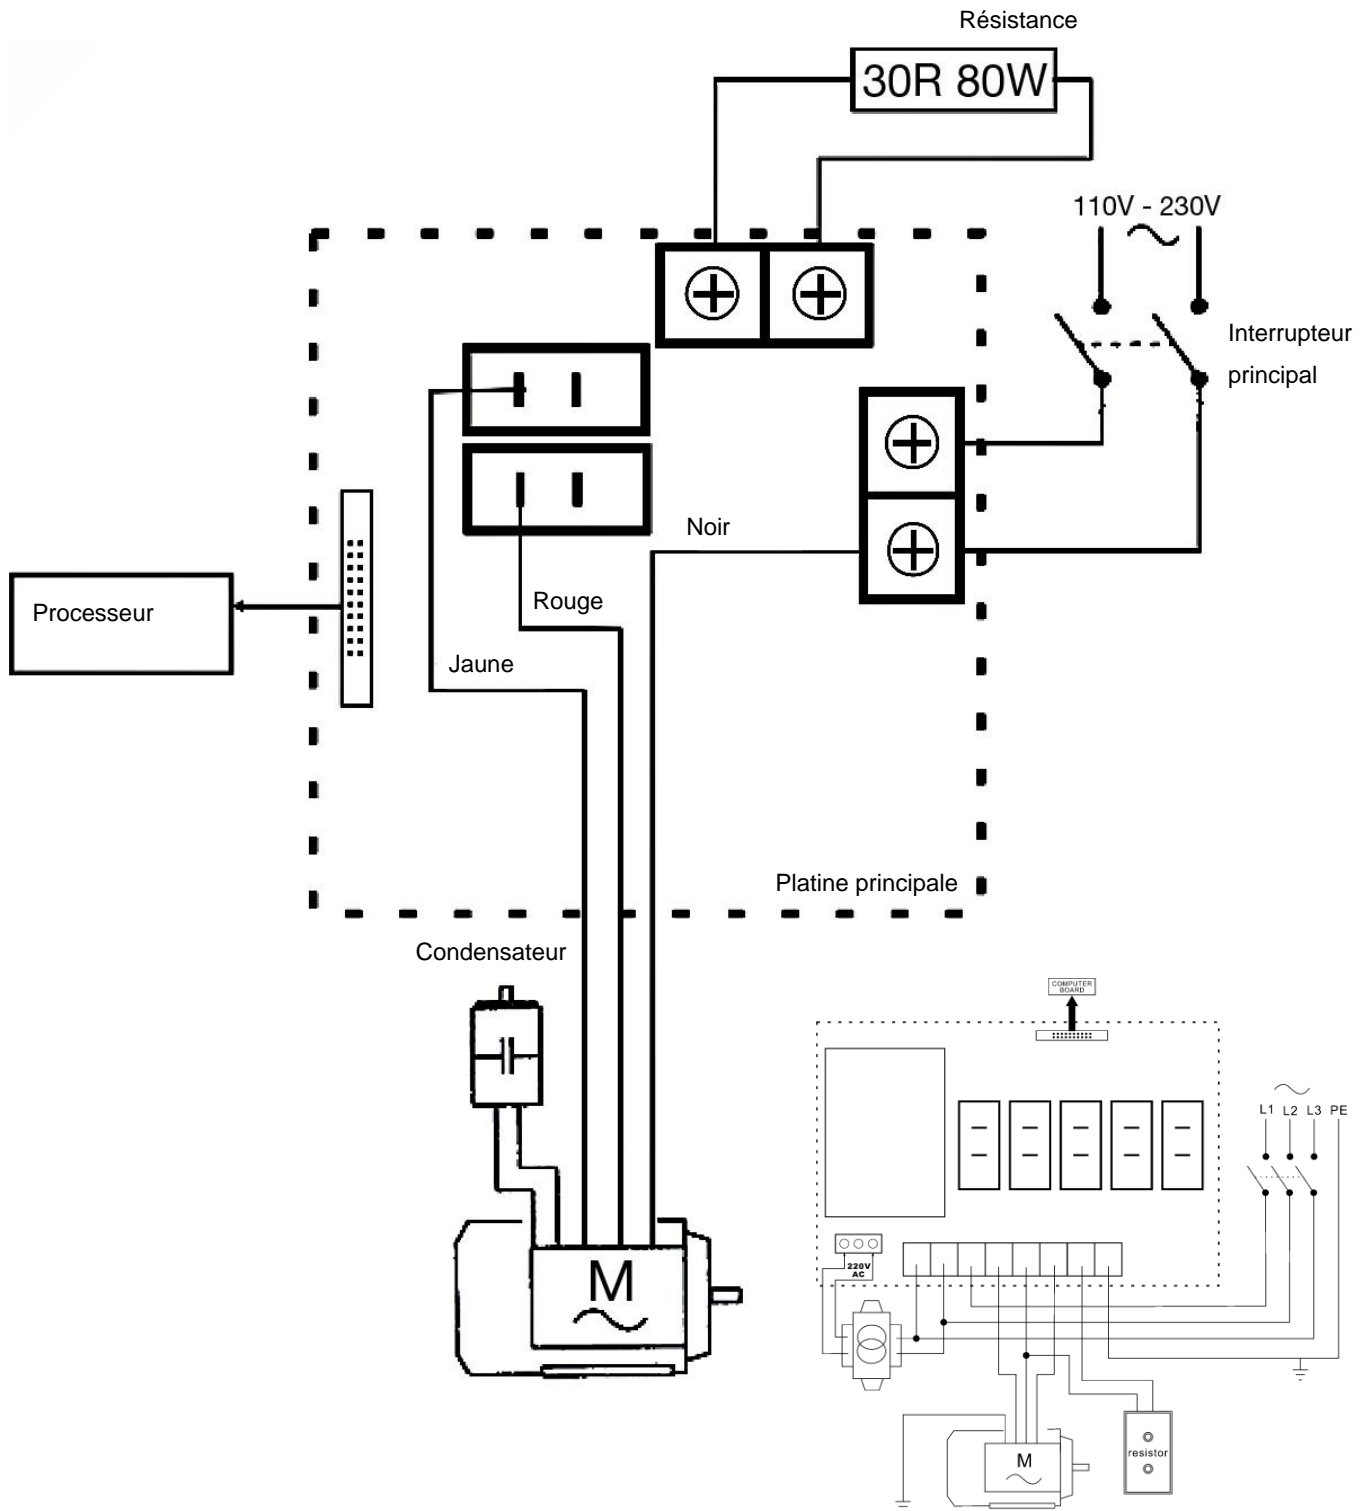 Résistance
30R 80W
110V - 230V
Interrupteur
principal
Noir
Rouge
Processeur
Jaune
Platine principale
Condensateur
M
COMPUTER
BOARD
L1 L2 L3 PE
220V
AC
M
resistor